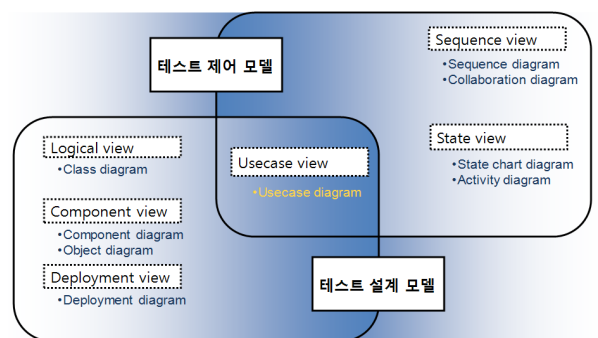 테스트 제어 모델
Sequence view
•Sequence diagram
•Collaboration diagram
State view
•State chart diagram
•Activity diagram
Usecase view
•Usecase diagram
Logical view
•Class diagram
Component view
•Component diagram
•Object diagram
Deployment view
•Deployment diagram
테스트 설계 모델